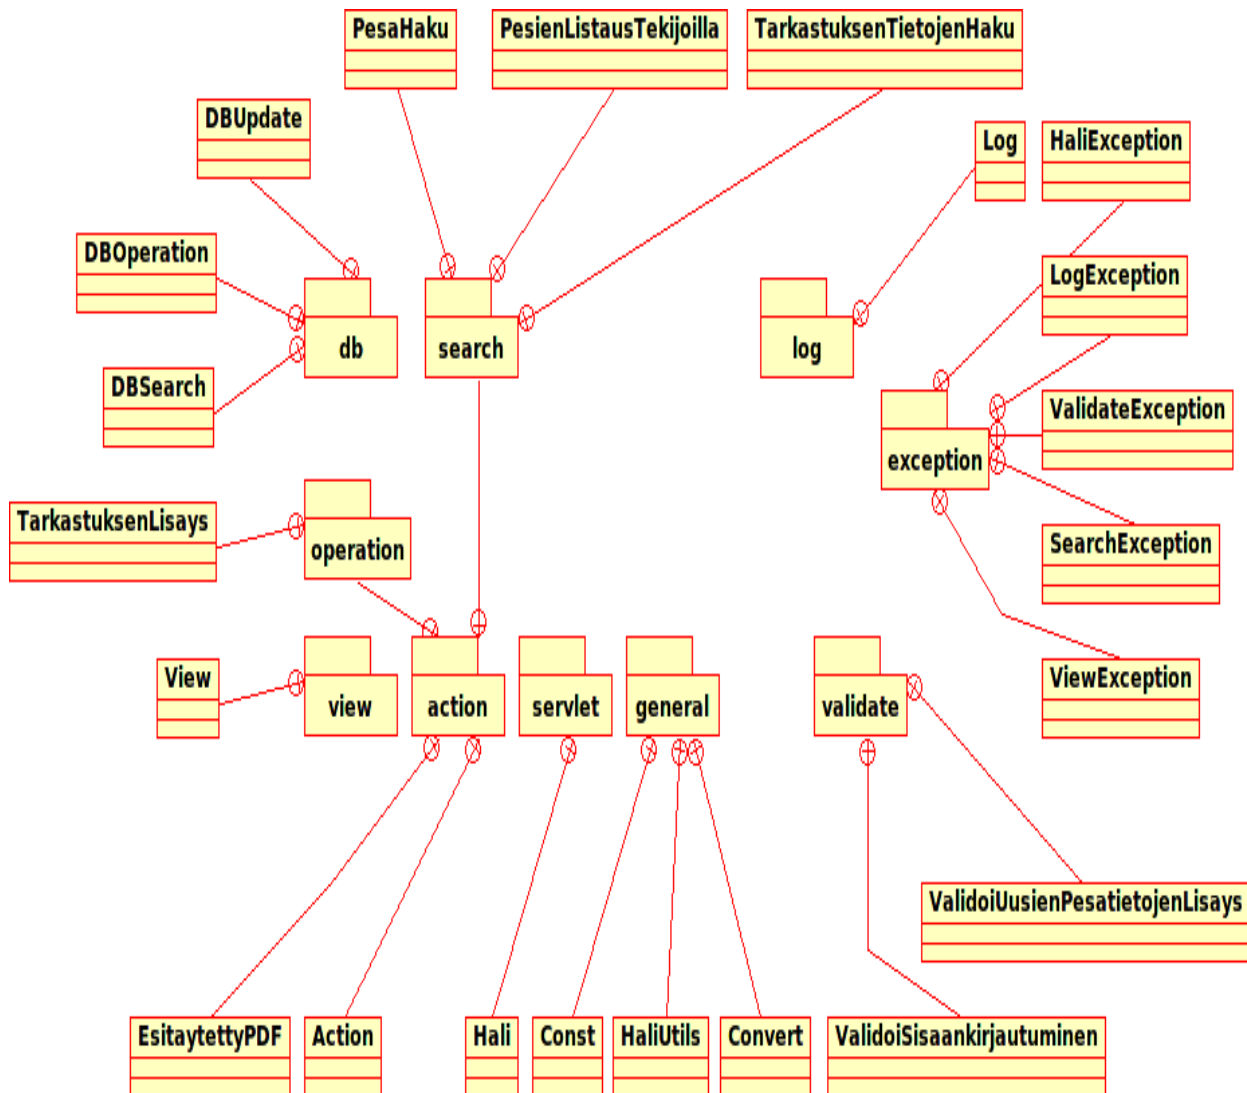 PesaHaku
PesienListausTekijoilla
TarkastuksenTietojenHaku
DBUpdate
Log
HaliException
DBOperation
LogException
db
search
log
DBSearch
ValidateException
exception
TarkastuksenLisays
operation
SearchException
View
view
action
servlet
general
validate
ViewException
ValidoiUusienPesatietojenLisays
EsitaytettyPDF
Action
Hali
Const
HaliUtils
Convert
ValidoiSisaankirjautuminen